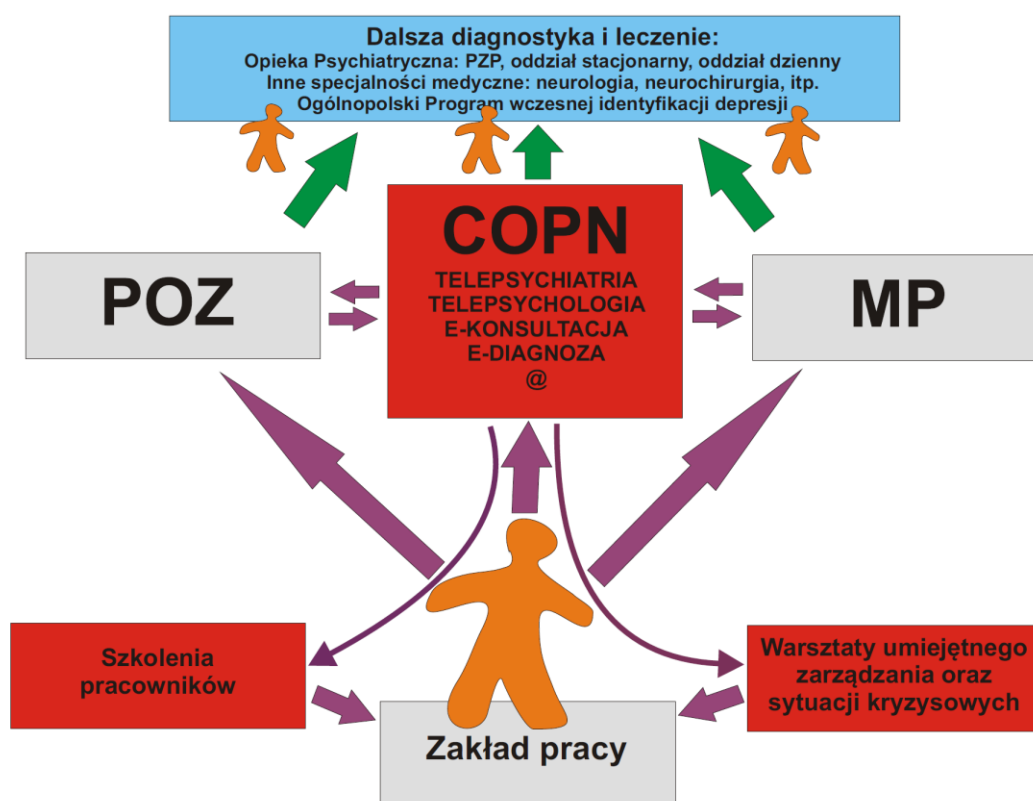 Dalsza diagnostyka i leczenie:
Opieka Psychiatryczna: PZP, oddział stacjonarny, oddział dzienny
Inne specjalności medyczne: neurologia, neurochirurgia, itp.
Ogólnopolski Program wczesnej identyfikacji depresji
POZ
COPN
TELEPSYCHIATRIA
TELEPSYCHOLOGIA
E-KONSULTACJA
E-DIAGNOZA
@
MP
Szkolenia
pracowników
Warsztaty umiejętnego
zarządzania oraz
sytuacji kryzysowych
Zakład pracy